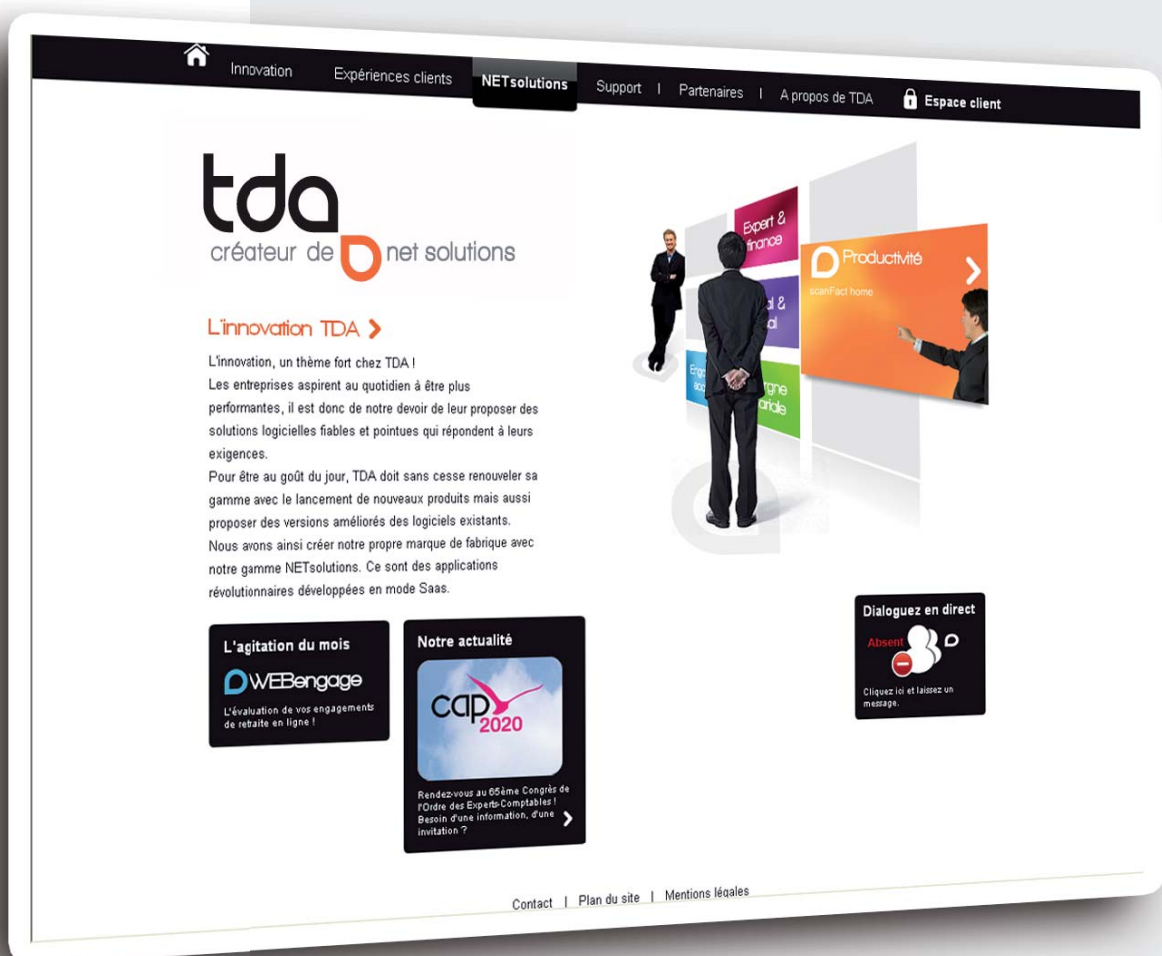 Innovation
Expériences clients
NETsolutions
Support | Partenaires | A propos de TDA
Espace client
tda
créateur de net solutions
L'innovation TDA
L'innovation, un thème fort chez TDA !
Les entreprises aspirent au quotidien à être plus
performantes, il est donc de notre devoir de leur proposer des
solutions logicielles fiables et pointues qui répondent à leurs
exigences.
Pour être au goût du jour, TDA doit sans cesse renouveler sa
gamme avec le lancement de nouveaux produits mais aussi
proposer des versions améliorés des logiciels existants.
Nous avons ainsi créer notre propre marque de fabrique avec
notre gamme NETsolutions. Ce sont des applications
révolutionnaires développées en mode Saas.
Expert &
finance
Productivité
scanFact home
L'agitation du mois
WEBengage
L'évaluation de vos engagements
de retraite en ligne !
Notre actualité
cap
2020
Rendez-vous au 65ème Congrès de
l'Ordre des Experts-Comptables !
Besoin d'une information, d'une
invitation ?
Dialoguez en direct
Absent
Cliquez ici et laissez un
message.
Contact | Plan du site | Mentions légales